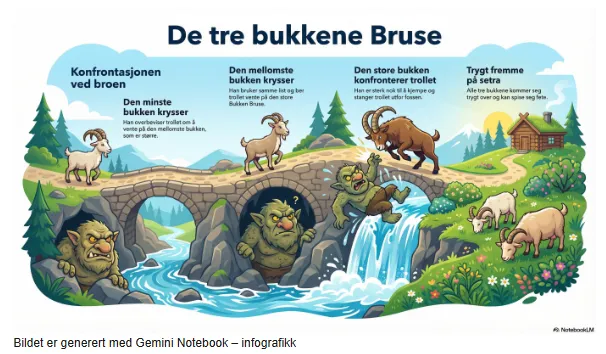 De tre bukkene Bruse
Konfrontasjonen
ved broen
Den minste
bukken krysser
Han overbeviser trollet om å
vente på den mellomste bukken,
som er større.
Den mellomste
bukken krysser
Han bruker samme list og ber
trollet vente på den store
Bukken Bruse.
Den store bukken
konfronterer trollet
Han er sterk nok til å kjempe og
stanger trollet utfor fossen.
Trygt fremme
på setra
Alle tre bukkene kommer seg
trygt over og kan spise seg fete.
?
NotebookLM
Bildet er generert med Gemini Notebook – infografikk